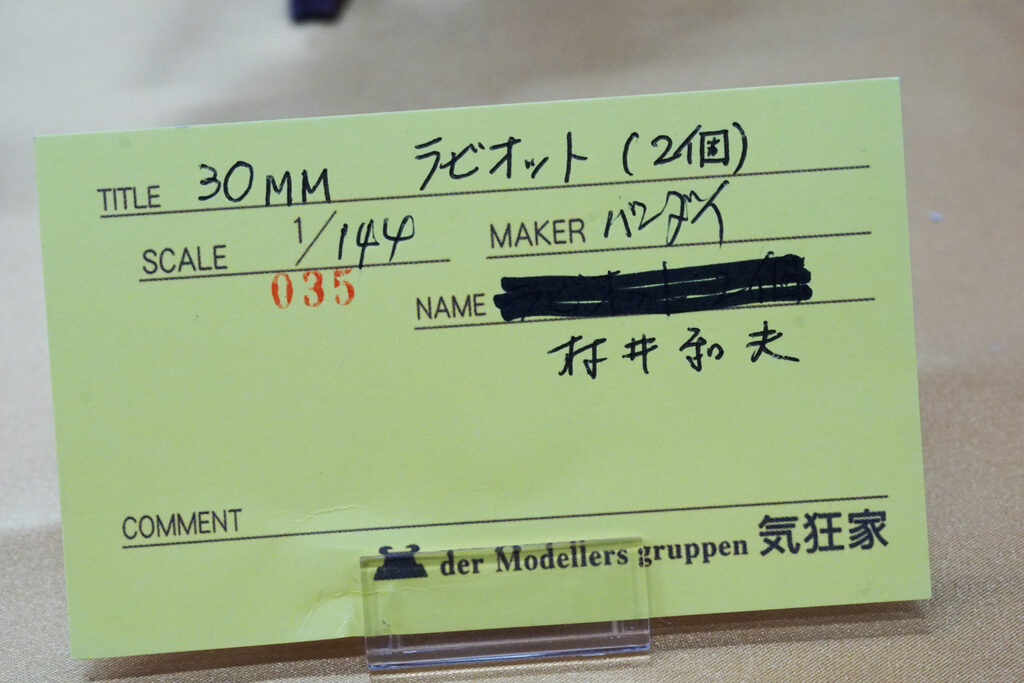 TITLE 30MM ラビオット (2個)
SCALE 1/144 MAKER バンダイ
035
NAME
村井和夫
COMMENT
der Modellers gruppen 気狂家